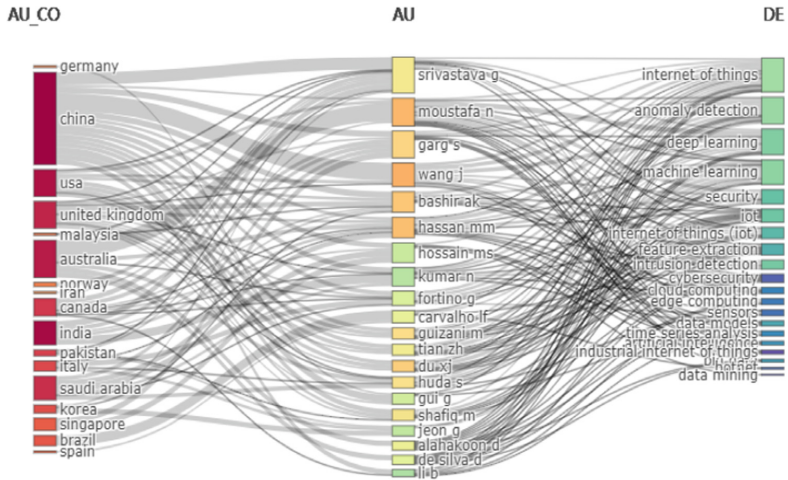 AU_CO AU DE
germany
china
usa
united kingdom
malaysia
australia
norway
iran
canada
india
pakistan
italy
saudi arabia
korea
singapore
brazil
spain
srivastava g
moustafa n
garg s
wang j
bashir ak
hassan mm
hossain ms
kumar n
fortino g
carvalho lf
guizani m
tian zh
du xj
huda s
gui g
shafiq m
jeon g
alahakoon d
de silva d
li b
internet of things
anomaly detection
deep learning
machine learning
security
iot
internet of things (iot)
feature extraction
intrusion detection
cybersecurity
cloud computing
edge computing
sensors
data models
time series analysis
artificial intelligence
industrial internet of things
botnet
data mining